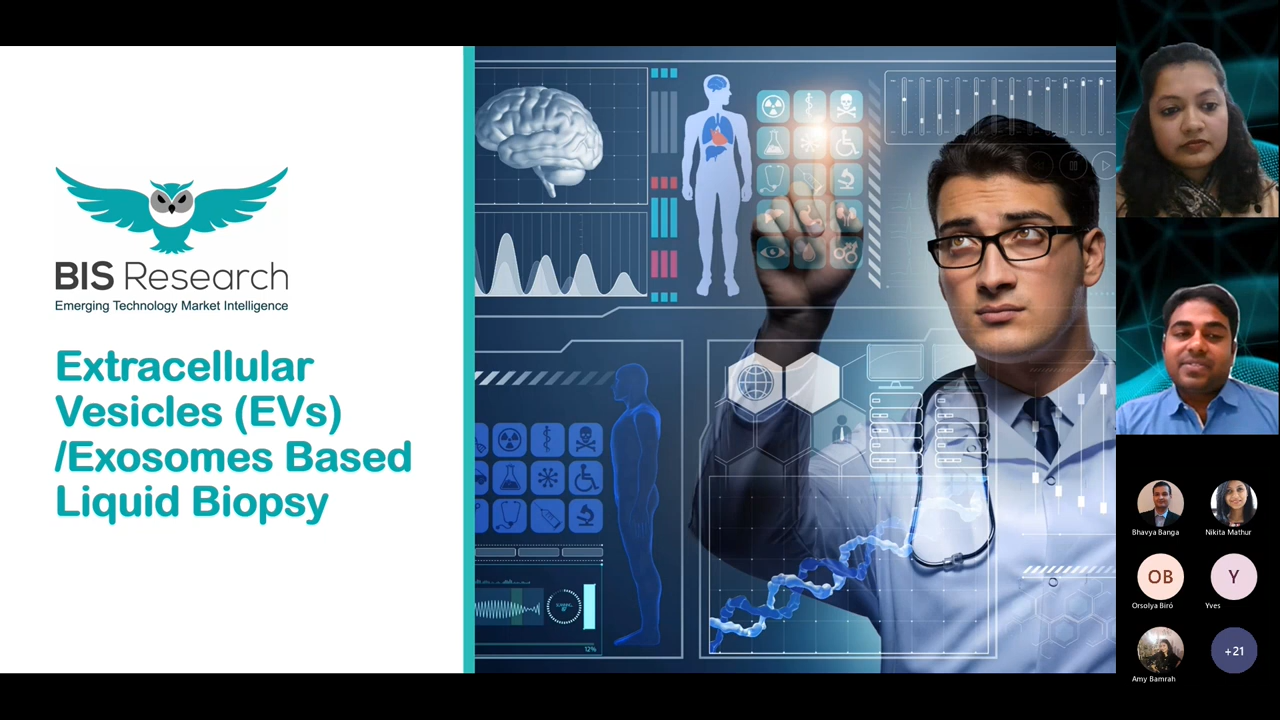 BIS Research
Emerging Technology Market Intelligence
Extracellular
Vesicles (EVs)
/Exosomes Based
Liquid Biopsy
12%
Bhavya Banga
Nikita Mathur
OB
Y
Orsolya Biró
Yves
+21
Amy Bamrah